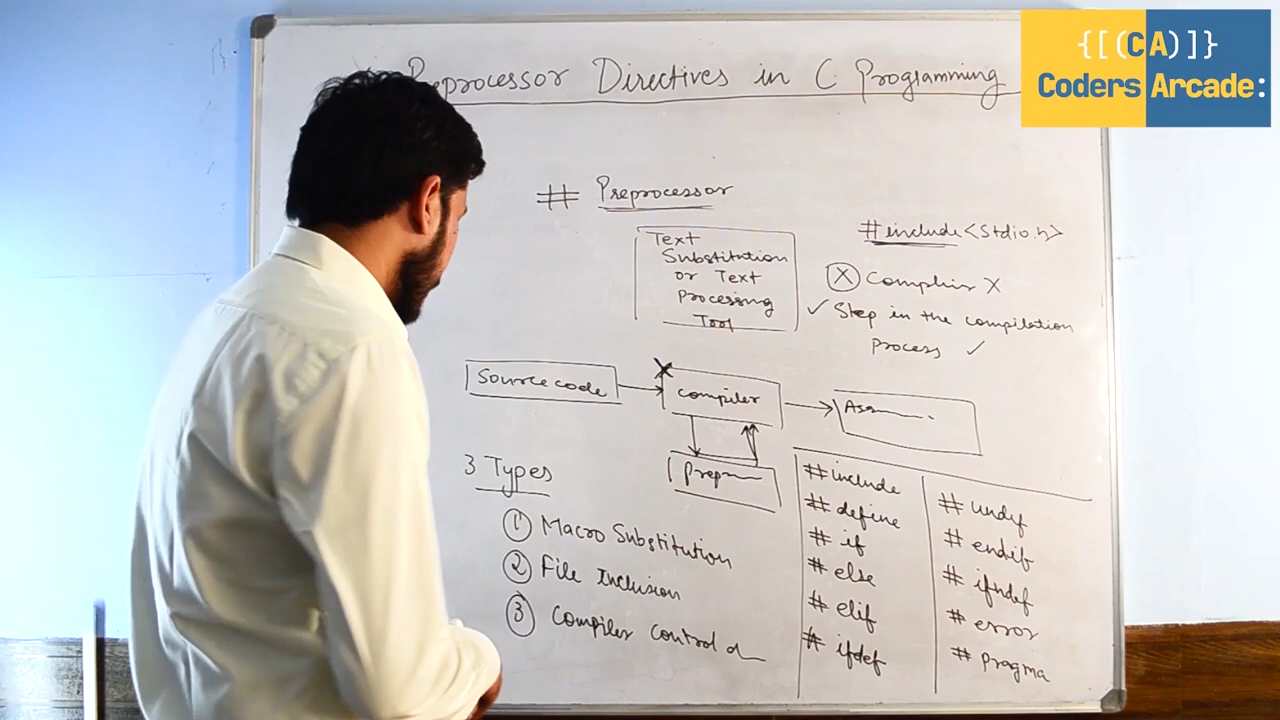 {[(CA)]}
Coders Arcade:
Preprocessor Directives in C Programming
## Preprocessor
Text
Substitution
or Text
Processing
Tool
#include<Stdio.h>
X
X
✓ Step in the compilation
Process ✓
Source code
X
compiler
3 Types
① Macro Substitution
② File Inclusion
③ Compiler Control d
#include
# define
# if
# else
# elif
# ifdef
# undef
# endif
# ifndef
# error
# pragma